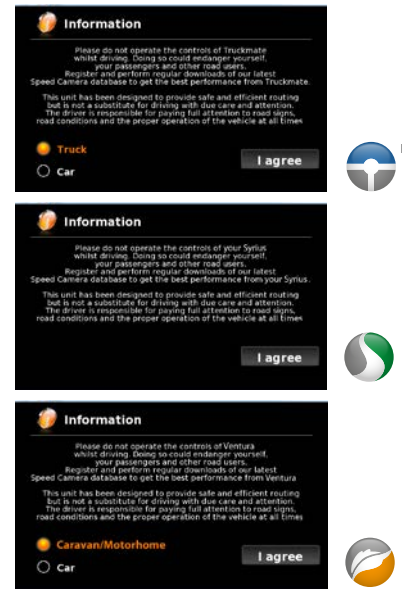 Information
Please do not operate the controls of Truckmate
whilst driving. Doing so could endanger yourself,
your passengers and other road users.
Register and perform regular downloads of our latest
Speed Camera database to get the best performance from Truckmate.
This unit has been designed to provide safe and efficient routing
but is not a substitute for driving with due care and attention.
The driver is responsible for paying full attention to road signs,
road conditions and the proper operation of the vehicle at all times
Truck
Car
I agree
Information
Please do not operate the controls of your Syrius
whilst driving. Doing so could endanger yourself,
your passengers and other road users.
Register and perform regular downloads of our latest
Speed Camera database to get the best performance from your Syrius.
This unit has been designed to provide safe and efficient routing
but is not a substitute for driving with due care and attention.
The driver is responsible for paying full attention to road signs,
road conditions and the proper operation of the vehicle at all times
I agree
Information
Please do not operate the controls of Ventura
whilst driving. Doing so could endanger yourself,
your passengers and other road users.
Register and perform regular downloads of our latest
Speed Camera database to get the best performance from Ventura
This unit has been designed to provide safe and efficient routing
but is not a substitute for driving with due care and attention.
The driver is responsible for paying full attention to road signs,
road conditions and the proper operation of the vehicle at all times
Caravan/Motorhome
Car
I agree